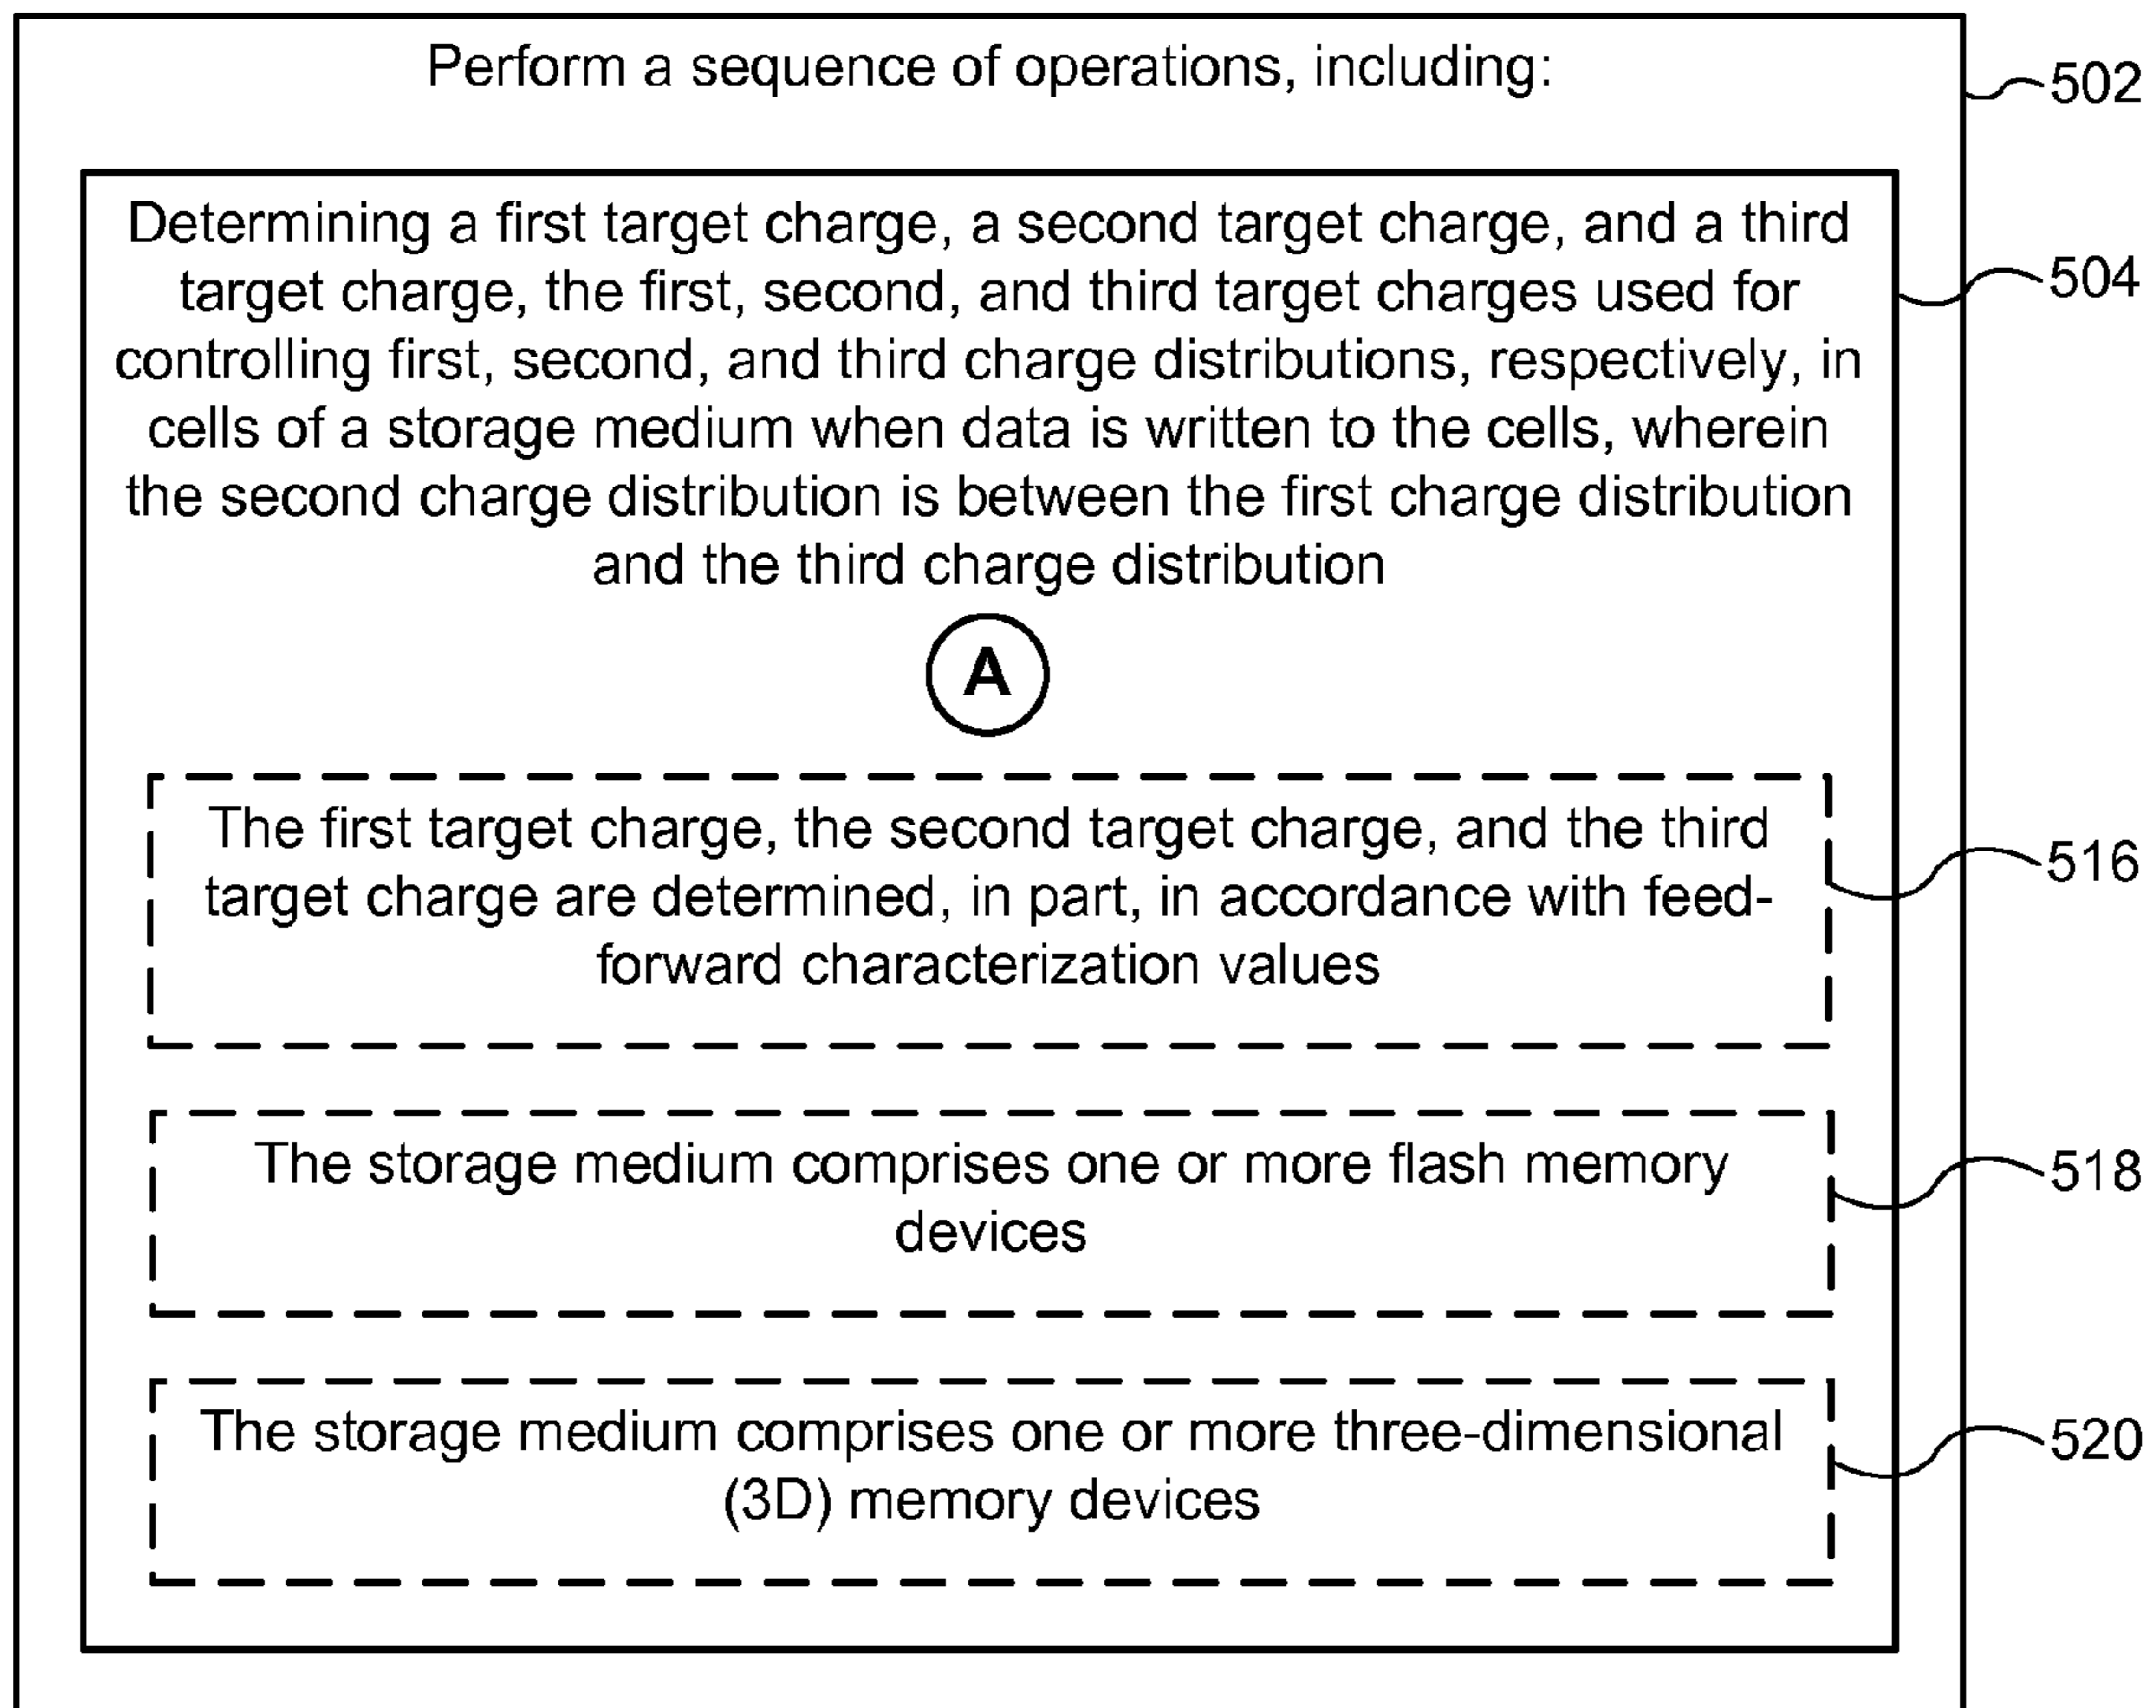 Perform a sequence of operations, including:
502
Determining a first target charge, a second target charge, and a third
target charge, the first, second, and third target charges used for
controlling first, second, and third charge distributions, respectively, in
cells of a storage medium when data is written to the cells, wherein
the second charge distribution is between the first charge distribution
and the third charge distribution
504
A
The first target charge, the second target charge, and the third
target charge are determined, in part, in accordance with feed-
forward characterization values
516
The storage medium comprises one or more flash memory
devices
518
The storage medium comprises one or more three-dimensional
(3D) memory devices
520